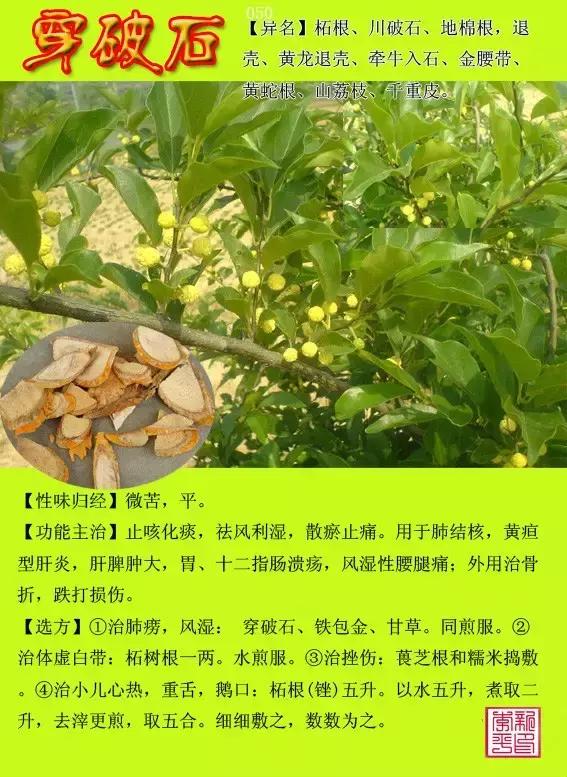 050
穿破石
【异名】柘根、川破石、地棉根,退
壳、黄龙退壳、牵牛入石、金腰带、
黄蛇根、山荔枝、千重皮。
【性味归经】微苦,平。
【功能主治】止咳化痰,祛风利湿,散瘀止痛。用于肺结核,黄疸
型肝炎,肝脾肿大,胃、十二指肠溃疡,风湿性腰腿痛;外用治骨
折,跌打损伤。
【选方】①治肺痨,风湿: 穿破石、铁包金、甘草。同煎服。②
治体虚白带:柘树根一两。水煎服。③治挫伤:莨芝根和糯米捣敷
。④治小儿心热,重舌,鹅口:柘根(锉)五升。以水五升,煮取二
升,去滓更煎,取五合。细细敷之,数数为之。